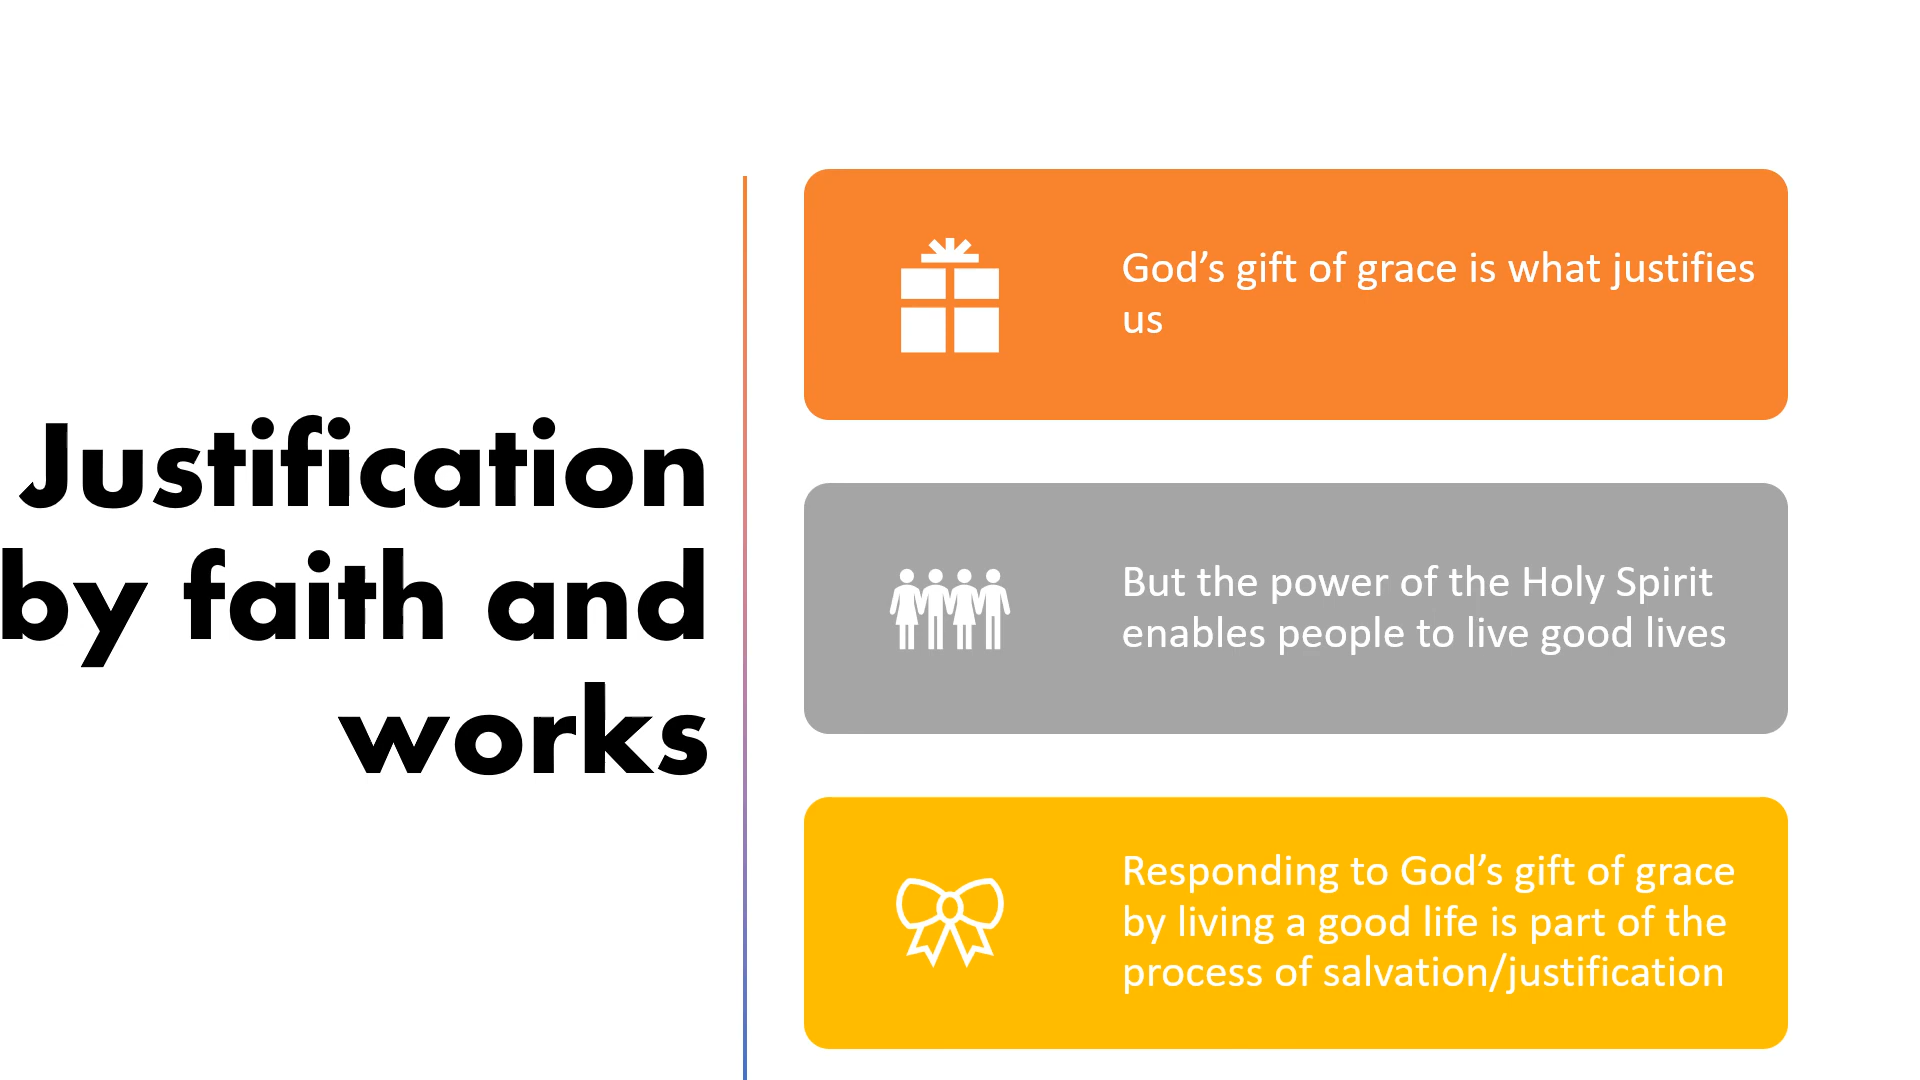 Justification
by faith and
works
God’s gift of grace is what justifies
us
But the power of the Holy Spirit
enables people to live good lives
Responding to God’s gift of grace
by living a good life is part of the
process of salvation/justification